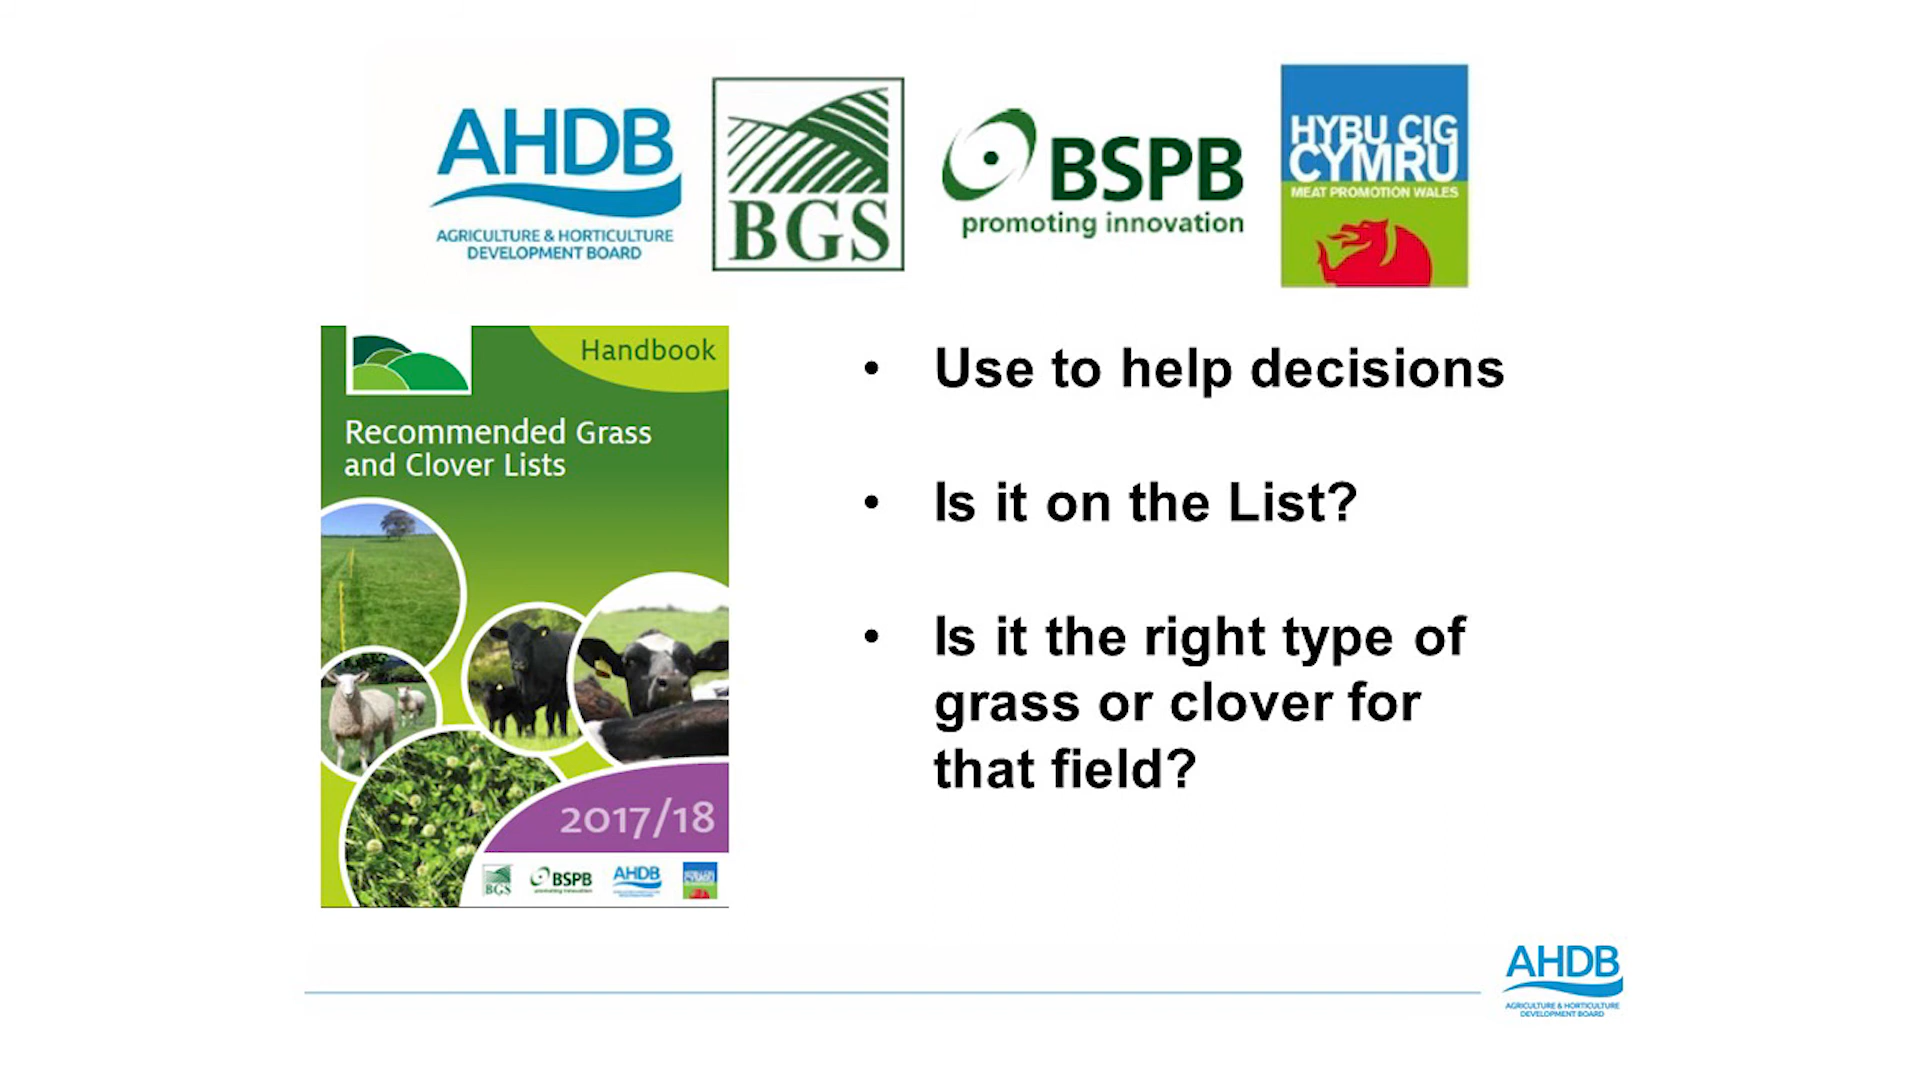 AHDB
AGRICULTURE & HORTICULTURE
DEVELOPMENT BOARD
BGS
BSPB
promoting innovation
HYBU CIG
CYMRU
MEAT PROMOTION WALES
Handbook
Recommended Grass
and Clover Lists
2017/18
BGS
BSPB
promoting innovation
AHDB
• Use to help decisions
• Is it on the List?
• Is it the right type of
grass or clover for
that field?
AHDB
AGRICULTURE & HORTICULTURE
DEVELOPMENT BOARD